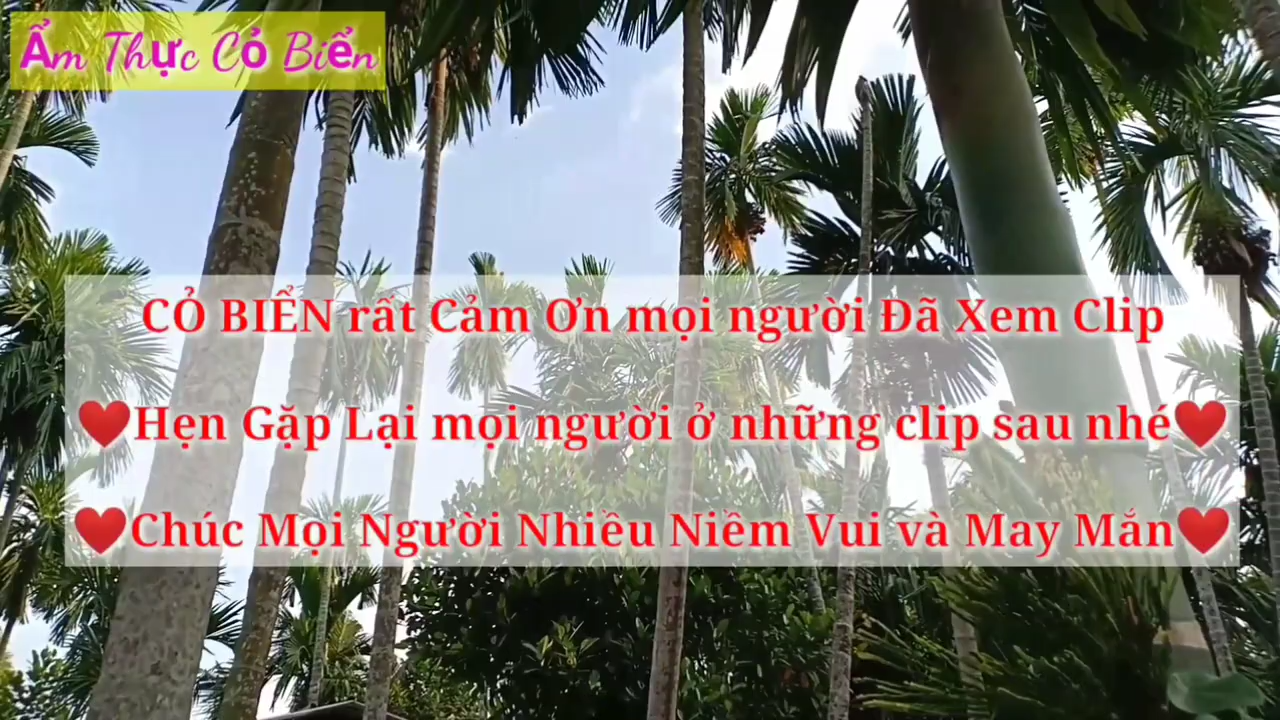 Ẩm Thực Cỏ Biển
CỎ BIỂN rất Cảm Ơn mọi người Đã Xem Clip
❤️Hẹn Gặp Lại mọi người ở những clip sau nhé❤️
❤️Chúc Mọi Người Nhiều Niềm Vui và May Mắn❤️